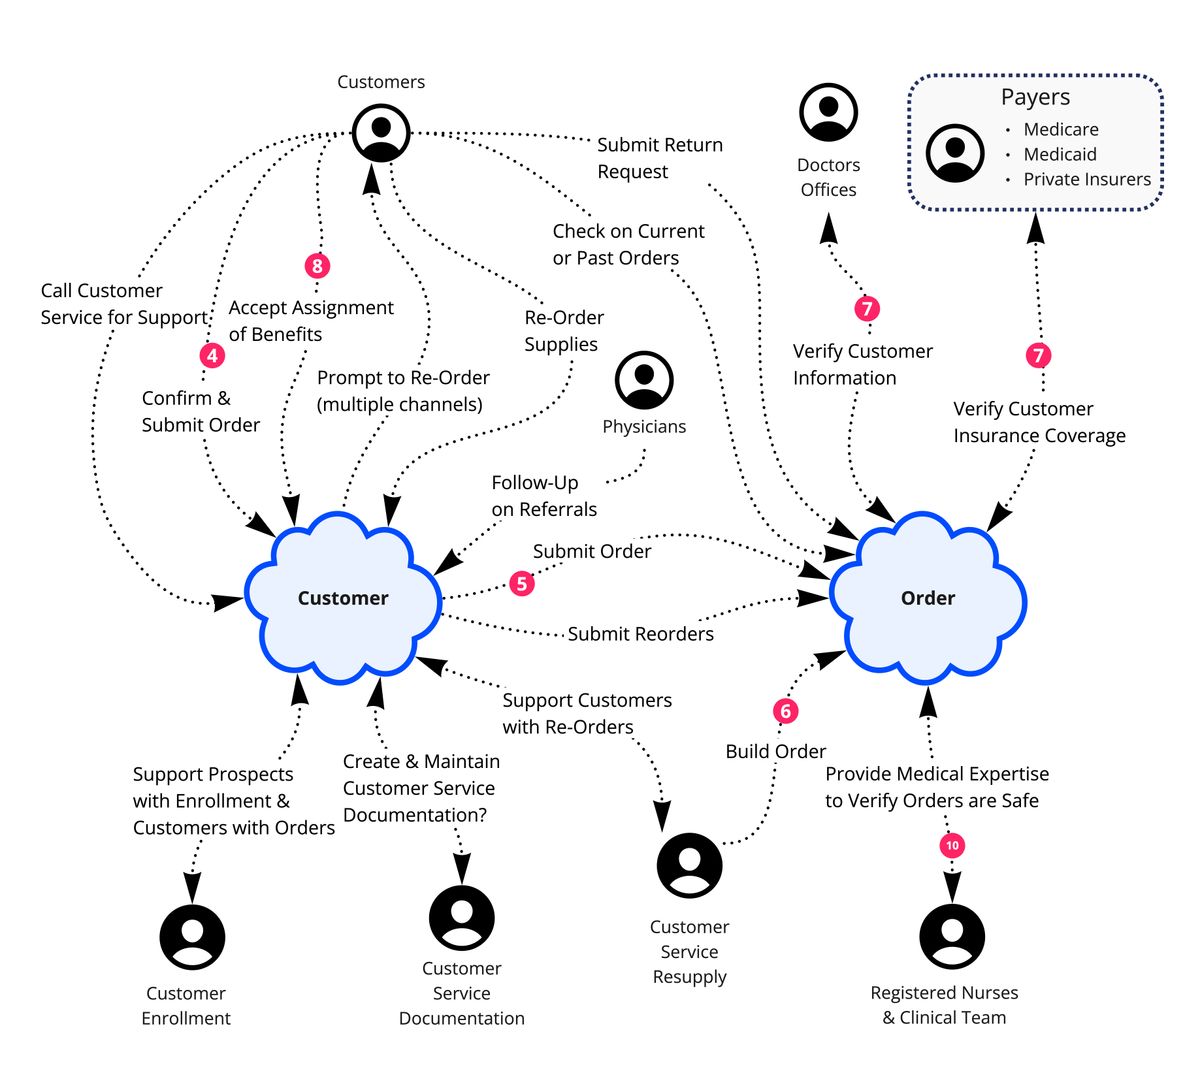 Customers
Doctors
Offices
Payers
• Medicare
• Medicaid
• Private Insurers
Submit Return
Request
Check on Current
or Past Orders
8
Call Customer
Service for Support
Accept Assignment
of Benefits
Re-Order
Supplies
7
4
7
Verify Customer
Information
Prompt to Re-Order
(multiple channels)
Confirm &
Submit Order
Physicians
Verify Customer
Insurance Coverage
Follow-Up
on Referrals
Submit Order
5
Customer
Order
Submit Reorders
Support Customers
with Re-Orders
6
Build Order
Support Prospects
with Enrollment &
Customers with Orders
Create & Maintain
Customer Service
Documentation?
Provide Medical Expertise
to Verify Orders are Safe
10
Customer
Enrollment
Customer
Service
Documentation
Customer
Service
Resupply
Registered Nurses
& Clinical Team